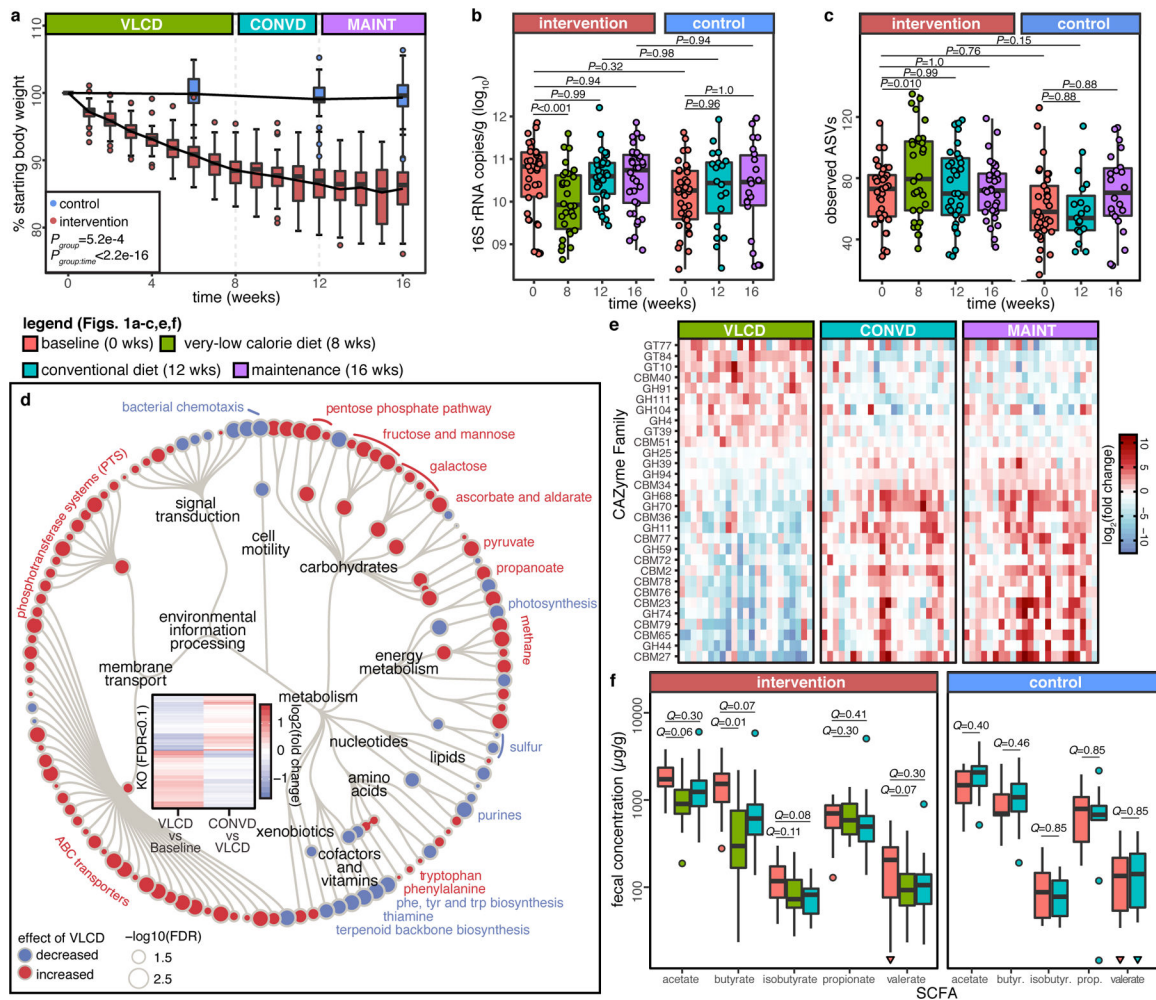 a
VLCD
CONVD
MAINT
% starting body weight
110
100
90
80
control
intervention
Pgroup=5.2e-4
Pgroup:time<2.2e-16
0
4
8
12
16
time (weeks)
b
intervention
control
16S rRNA copies/g (log10)
P=0.94
P=0.98
P=0.32
P=0.94
P=0.99
P=1.0
P<0.001
P=0.96
12
11
10
09
0
8
12
16
0
12
16
time (weeks)
c
intervention
control
observed ASVs
P=0.15
P=0.76
P=1.0
P=0.99
P=0.88
P=0.010
P=0.88
120
80
40
0
8
12
16
0
12
16
time (weeks)
legend (Figs. 1a-c,e,f)
baseline (0 wks)
very-low calorie diet (8 wks)
conventional diet (12 wks)
maintenance (16 wks)
d
bacterial chemotaxis
pentose phosphate pathway
fructose and mannose
galactose
ascorbate and aldarate
pyruvate
propanoate
photosynthesis
methane
sulfur
purines
tryptophan
phenylalanine
phe, tyr and trp biosynthesis
thiamine
terpenoid backbone biosynthesis
ABC transporters
phosphotransferase systems (PTS)
signal
transduction
cell
motility
carbohydrates
environmental
information
processing
membrane
transport
energy
metabolism
metabolism
nucleotides
lipids
amino
acids
xenobiotics
cofactors
and
vitamins
KO (FDR<0.1)
VLCD
vs
Baseline
CONVD
vs
VLCD
log2(fold change)
1
0
−1
effect of VLCD
decreased
increased
−log10(FDR)
1.5
2.5
e
VLCD
CONVD
MAINT
CAZyme Family
GT77
GT84
GT10
CBM40
GH91
GH111
GH104
GH4
GT39
CBM51
GH25
GH39
GH94
CBM34
GH68
GH70
CBM36
GH11
CBM77
GH59
CBM72
CBM2
CBM78
CBM76
CBM23
GH74
CBM79
CBM65
GH44
CBM27
log2(fold change)
10
5
0
−5
−10
f
intervention
control
fecal concentration (µg/g)
10000
1000
100
Q=0.30
Q=0.06
Q=0.07
Q=0.01
Q=0.08
Q=0.11
Q=0.41
Q=0.30
Q=0.30
Q=0.07
Q=0.40
Q=0.46
Q=0.85
Q=0.85
Q=0.85
acetate
butyrate
isobutyrate
propionate
valerate
acetate
butyr.
isobutyr.
prop.
valerate
SCFA